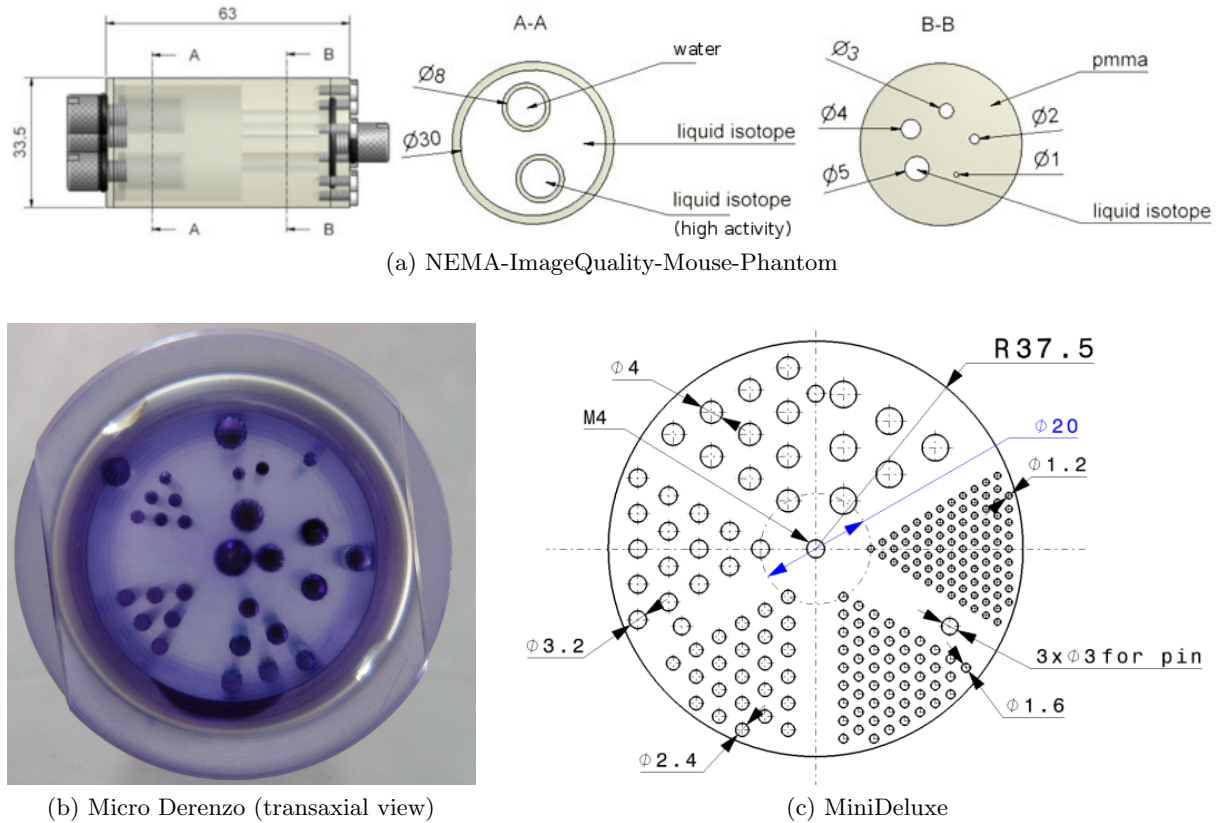 63
A
B
33,5
A
B
A-A
water
Ø8
Ø30
liquid isotope
liquid isotope
(high activity)
B-B
Ø3
pmma
Ø4
Ø2
Ø5
Ø1
liquid isotope
(a) NEMA-ImageQuality-Mouse-Phantom
R37.5
ϕ4
M4
ϕ20
ϕ1.2
ϕ3.2
3xϕ3for pin
ϕ1.6
ϕ2.4
(b) Micro Derenzo (transaxial view)
(c) MiniDeluxe